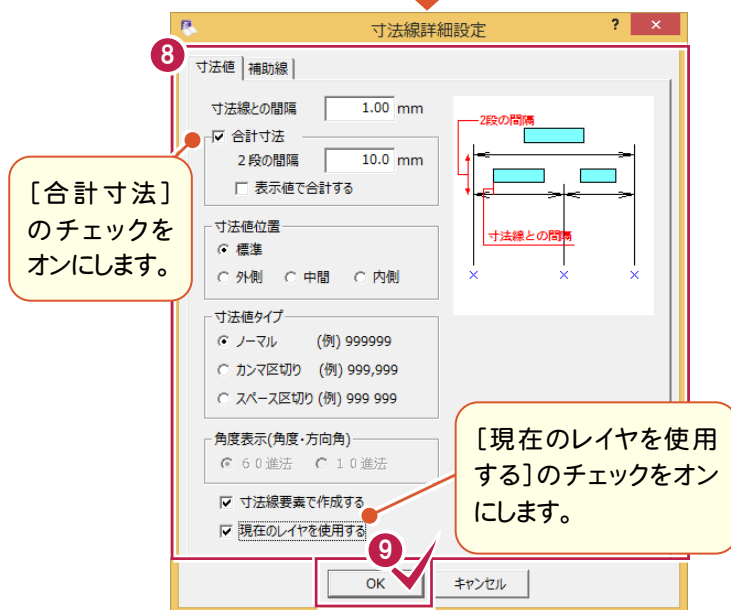 寸法線詳細設定
?
×
8
寸法値
補助線
寸法線との間隔 1.00 mm
合計寸法
2段の間隔 10.0 mm
表示値で合計する
2段の間隔
寸法線との間隔
× × ×
[合計寸法]
のチェックを
オンにします。
寸法値位置
標準
外側 中間 内側
寸法値タイプ
ノーマル (例) 999999
カンマ区切り (例) 999,999
スペース区切り (例) 999 999
角度表示(角度・方向角)
60進法 10進法
寸法線要素で作成する
現在のレイヤを使用する
[現在のレイヤを使用
する]のチェックをオン
にします。
9
OK
キャンセル